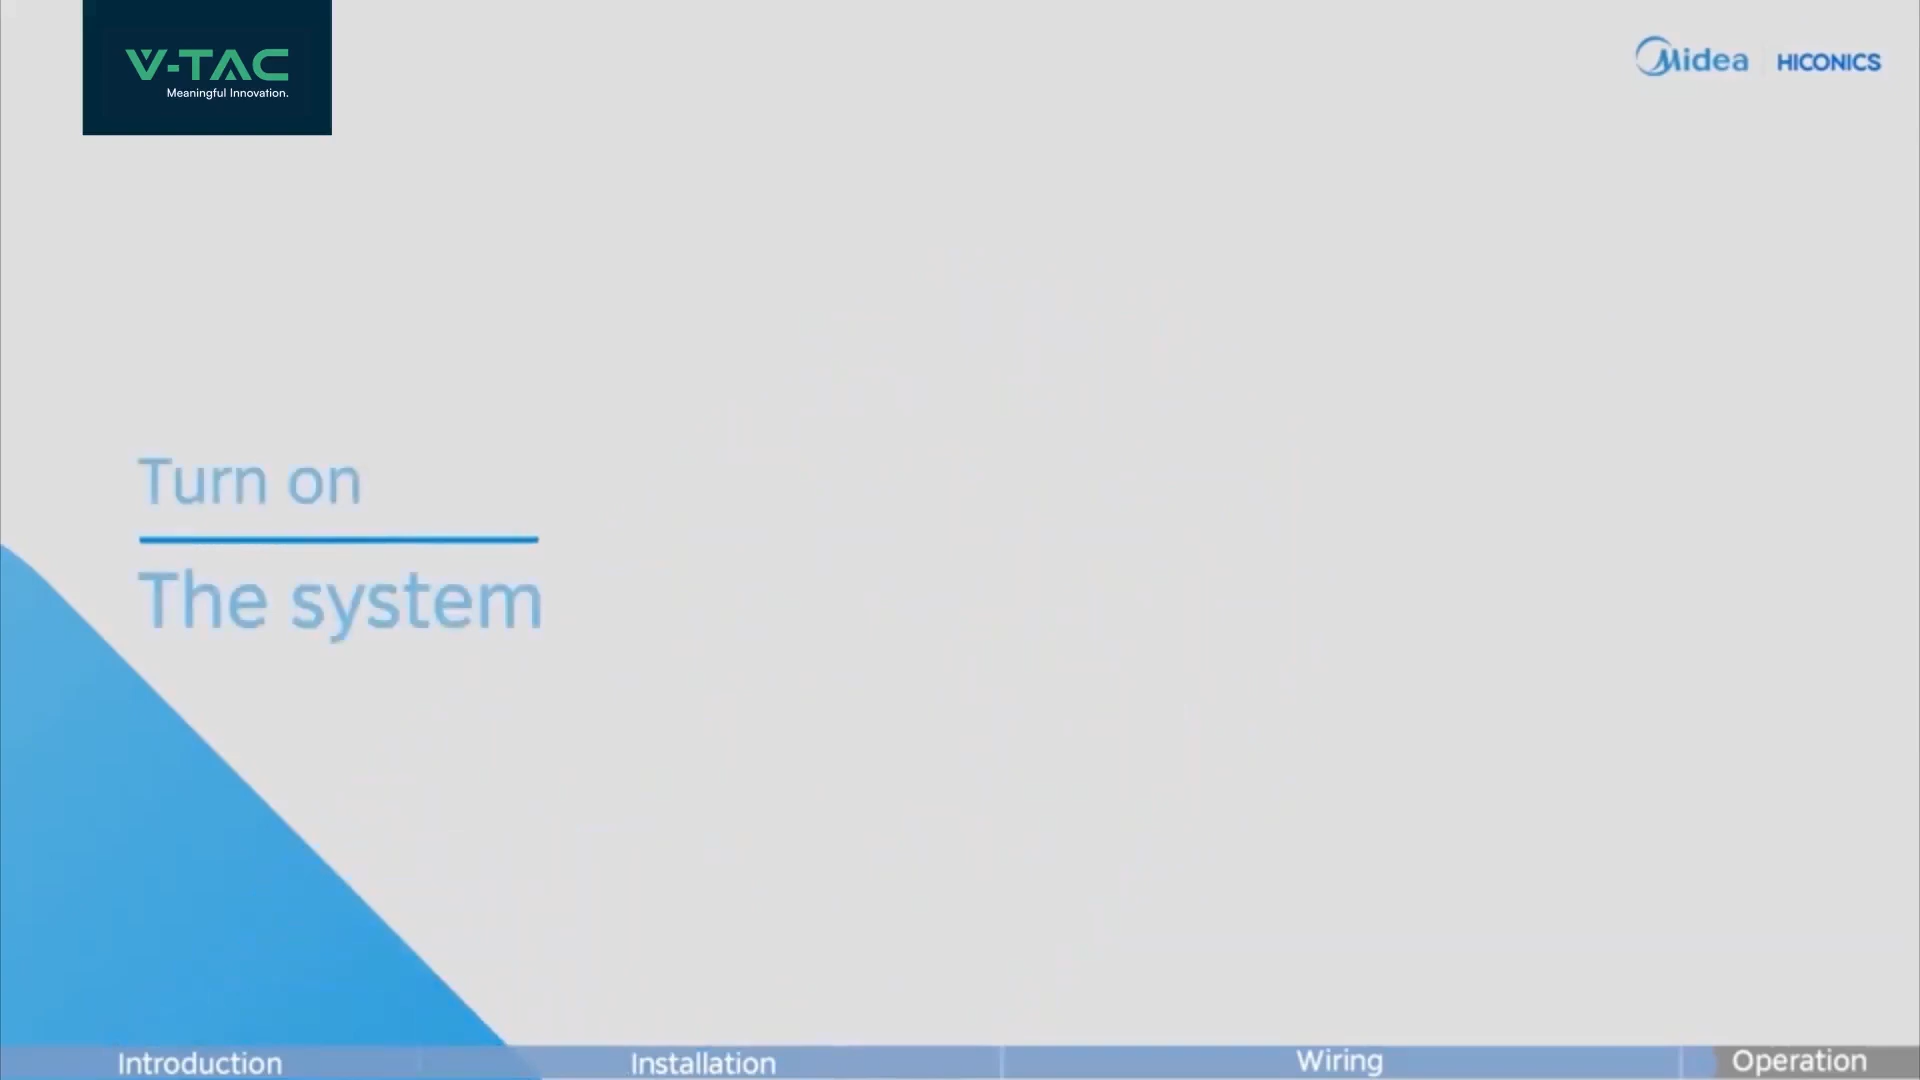 V-TAC
Meaningful Innovation.
Midea HICONICS
Turn on
The system
Introduction Installation Wiring Operation